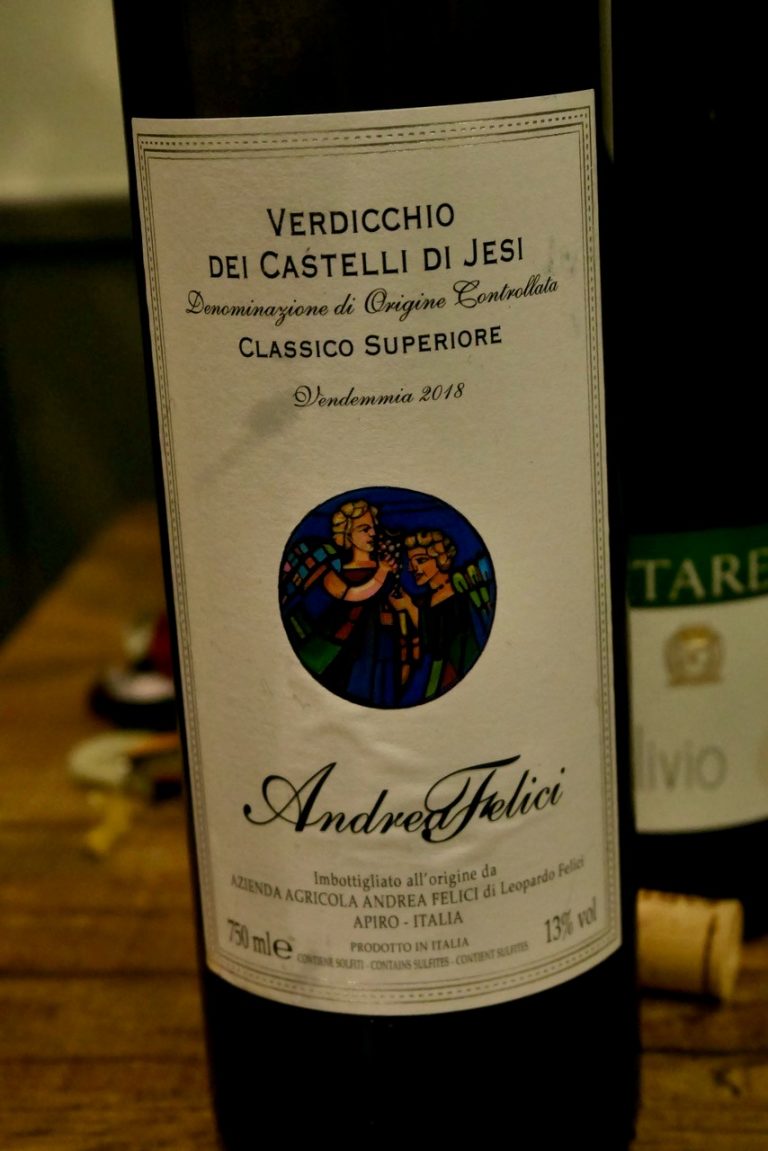 VERDICCHIO
DEI CASTELLI DI JESI
Denominazione di Origine Controllata
CLASSICO SUPERIORE
Vendemmia 2018
Andrea Felici
Imbottigliato all'origine da
AZIENDA AGRICOLA ANDREA FELICI di Leopardo Felici
APIRO - ITALIA
750 ml e 13% vol
PRODOTTO IN ITALIA
CONTIENE SOLFITI - CONTAINS SULFITES - CONTIENT SULFITES
TARE
livio